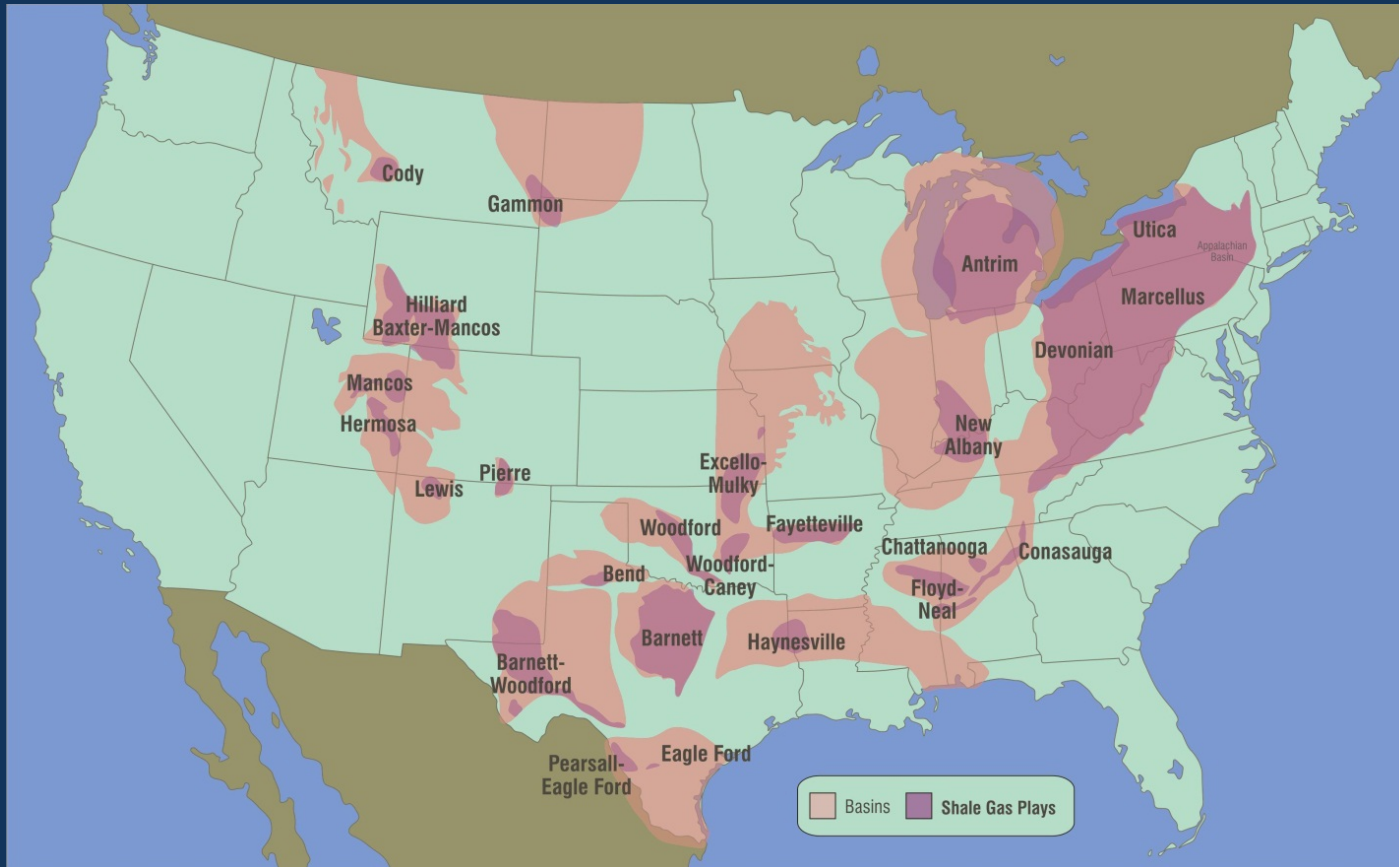 Cody
Gammon
Utica
Appalachian
Basin
Antrim
Marcellus
Hilliard
Baxter-Mancos
Devonian
Mancos
Hermosa
New
Albany
Excello-
Mulky
Pierre
Lewis
Woodford
Fayetteville
Chattanooga
Conasauga
Woodford-
Caney
Bend
Floyd-
Neal
Barnett
Haynesville
Barnett-
Woodford
Eagle Ford
Pearsall-
Eagle Ford
Basins
Shale Gas Plays